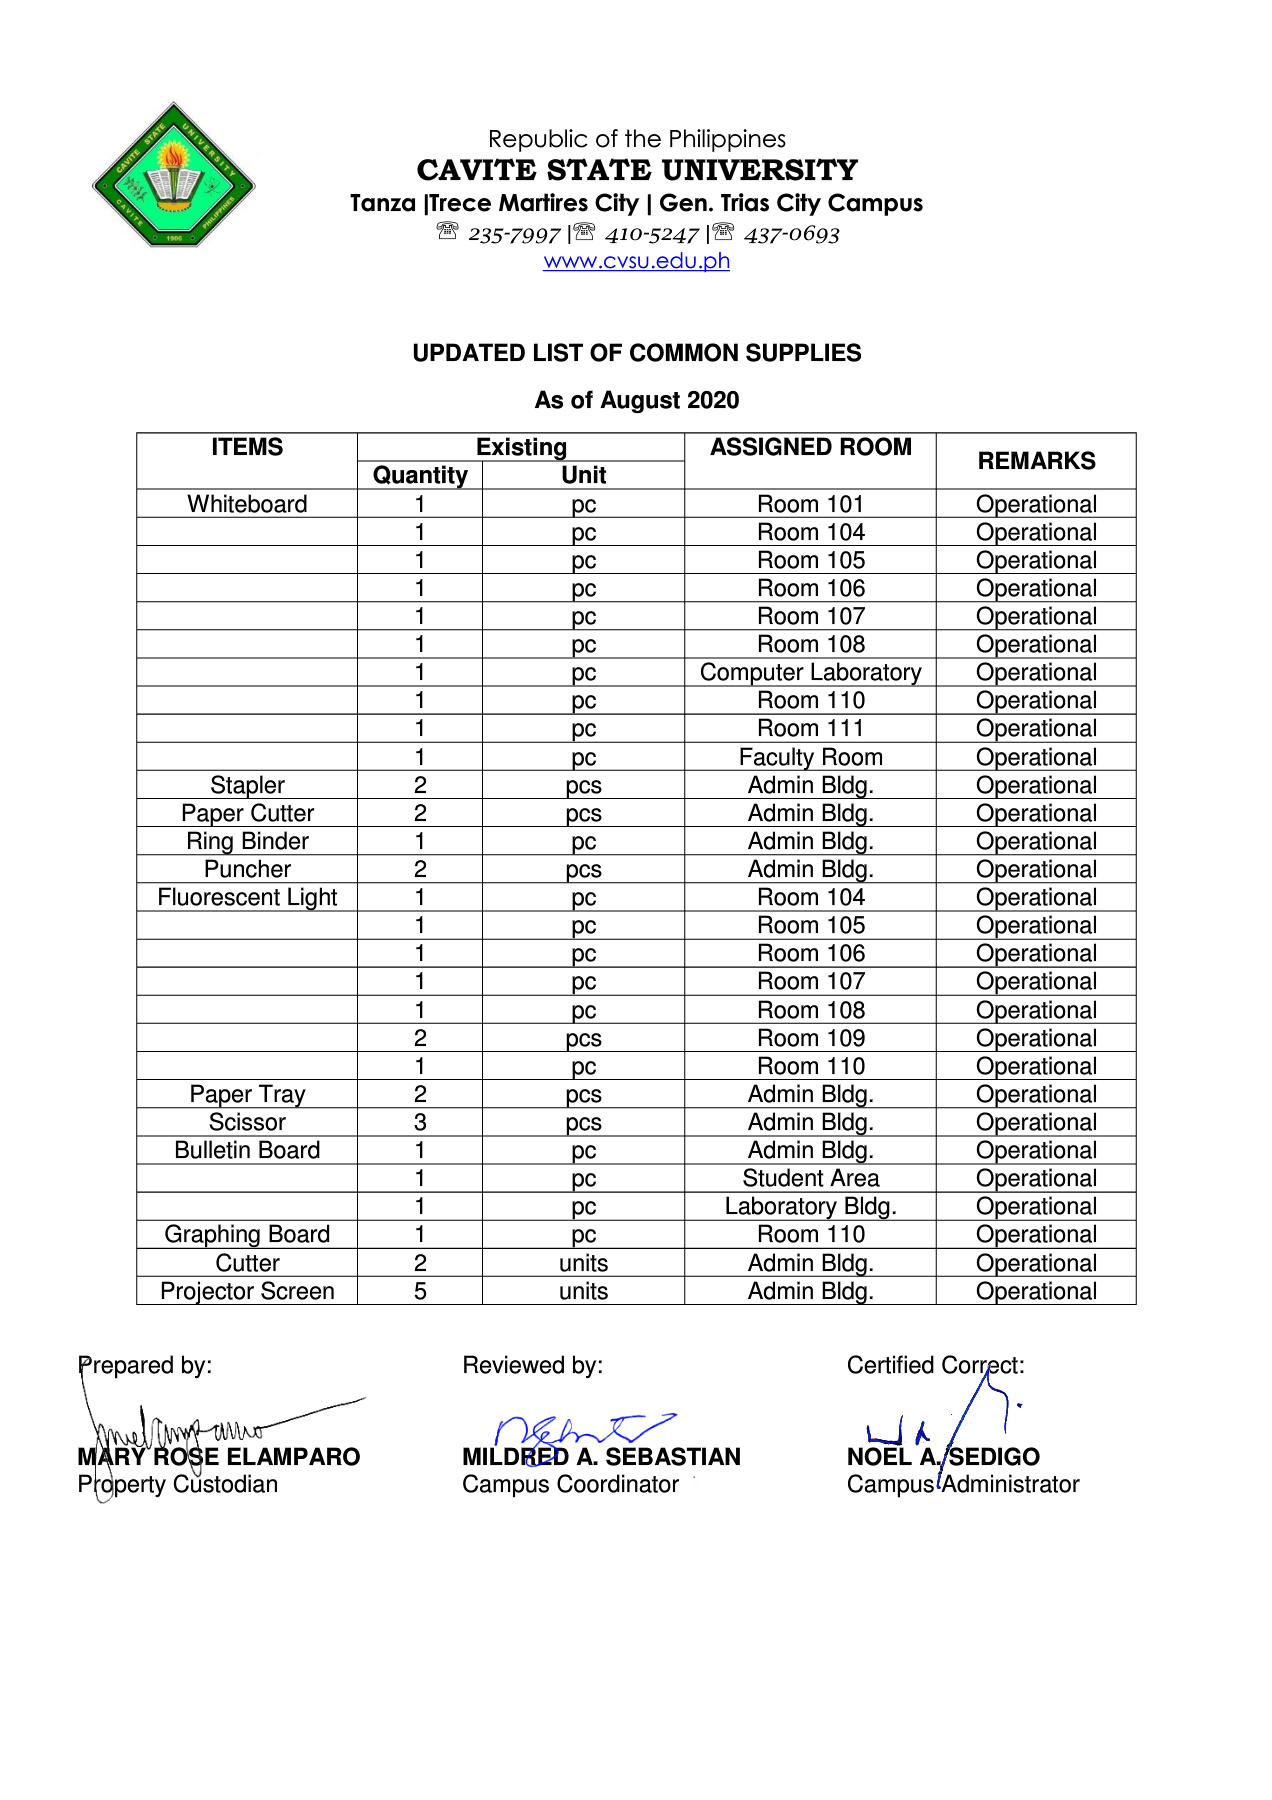 CAVITE STATE UNIVERSITY
CAVITE PHILIPPINES
1906
Republic of the Philippines
CAVITE STATE UNIVERSITY
Tanza |Trece Martires City | Gen. Trias City Campus
☏ 235-7997 |☏ 410-5247 |☏ 437-0693
www.cvsu.edu.ph
UPDATED LIST OF COMMON SUPPLIES
As of August 2020
ITEMS Existing ASSIGNED ROOM REMARKS
Quantity Unit
Whiteboard 1 pc Room 101 Operational
1 pc Room 104 Operational
1 pc Room 105 Operational
1 pc Room 106 Operational
1 pc Room 107 Operational
1 pc Room 108 Operational
1 pc Computer Laboratory Operational
1 pc Room 110 Operational
1 pc Room 111 Operational
1 pc Faculty Room Operational
Stapler 2 pcs Admin Bldg. Operational
Paper Cutter 2 pcs Admin Bldg. Operational
Ring Binder 1 pc Admin Bldg. Operational
Puncher 2 pcs Admin Bldg. Operational
Fluorescent Light 1 pc Room 104 Operational
1 pc Room 105 Operational
1 pc Room 106 Operational
1 pc Room 107 Operational
1 pc Room 108 Operational
2 pcs Room 109 Operational
1 pc Room 110 Operational
Paper Tray 2 pcs Admin Bldg. Operational
Scissor 3 pcs Admin Bldg. Operational
Bulletin Board 1 pc Admin Bldg. Operational
1 pc Student Area Operational
1 pc Laboratory Bldg. Operational
Graphing Board 1 pc Room 110 Operational
Cutter 2 units Admin Bldg. Operational
Projector Screen 5 units Admin Bldg. Operational
Prepared by: Reviewed by: Certified Correct:
MARY ROSE ELAMPARO MILDRED A. SEBASTIAN NOEL A. SEDIGO
Property Custodian Campus Coordinator Campus Administrator